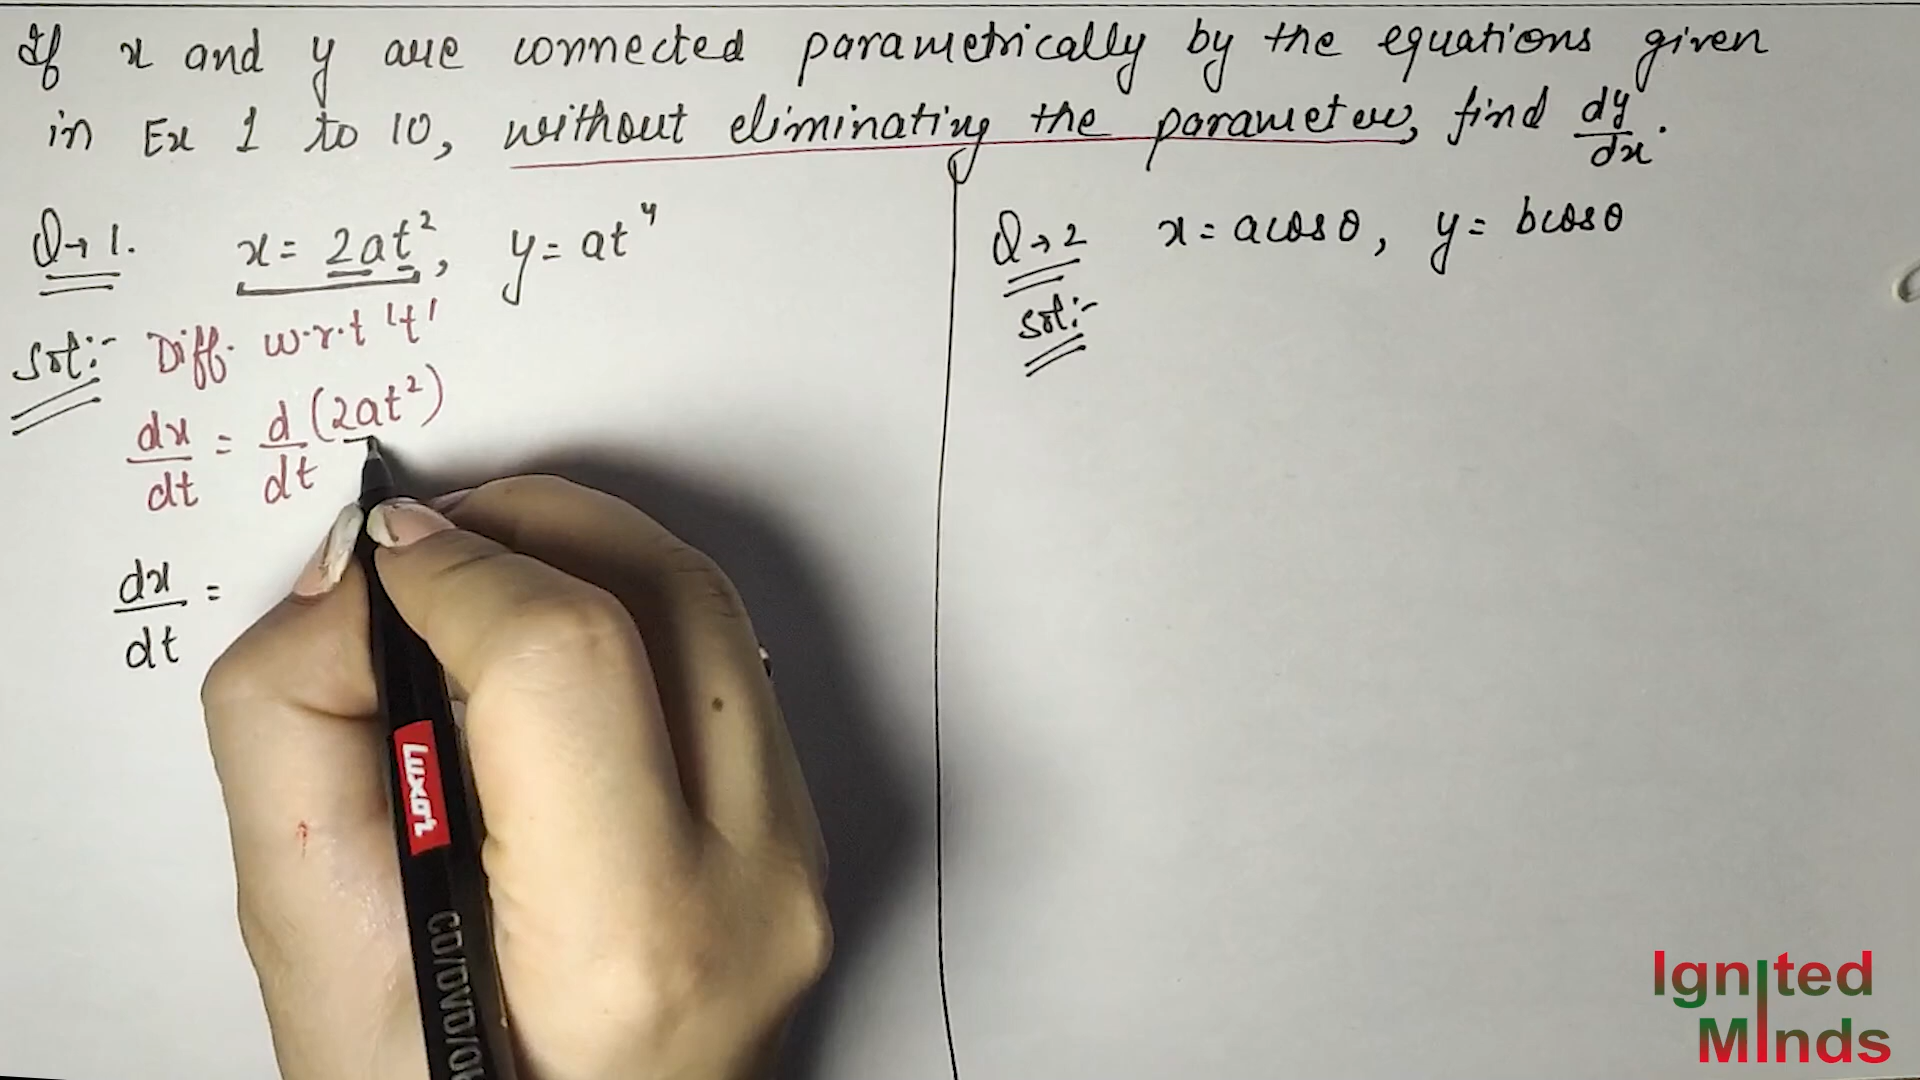 If x and y are connected parametrically by the equations given
in Ex 1 to 10, without eliminating the parameter, find dy/dx.
Q→1. x = 2at², y = at⁴
Sol:- Diff. w.r.t 't'
dx/dt = d/dt (2at²)
dx/dt =
Q→2 x = a cosθ, y = b cosθ
Sol:-
Luxor
CD/DVD/O
Ignited
Minds